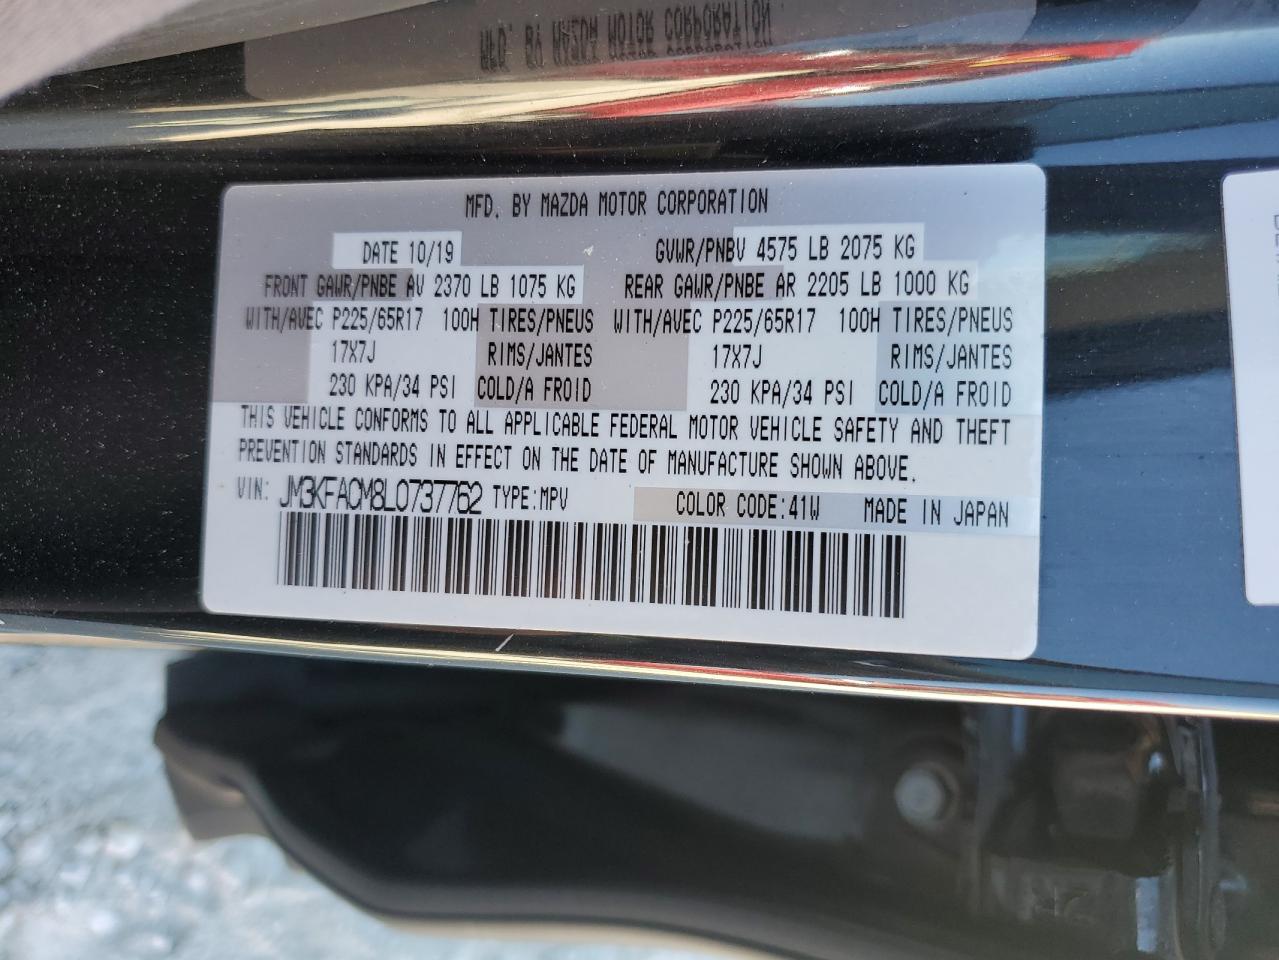 MFD. BY MAZDA MOTOR CORPORATION
MFD. BY MAZDA MOTOR CORPORATION
DATE 10/19 GVWR/PNBV 4575 LB 2075 KG
FRONT GAWR/PNBE AV 2370 LB 1075 KG REAR GAWR/PNBE AR 2205 LB 1000 KG
WITH/AVEC P225/65R17 100H TIRES/PNEUS WITH/AVEC P225/65R17 100H TIRES/PNEUS
17X7J RIMS/JANTES 17X7J RIMS/JANTES
230 KPA/34 PSI COLD/A FROID 230 KPA/34 PSI COLD/A FROID
THIS VEHICLE CONFORMS TO ALL APPLICABLE FEDERAL MOTOR VEHICLE SAFETY AND THEFT
PREVENTION STANDARDS IN EFFECT ON THE DATE OF MANUFACTURE SHOWN ABOVE.
VIN: JM3KFACM8L0737762 TYPE:MPV COLOR CODE:41W MADE IN JAPAN